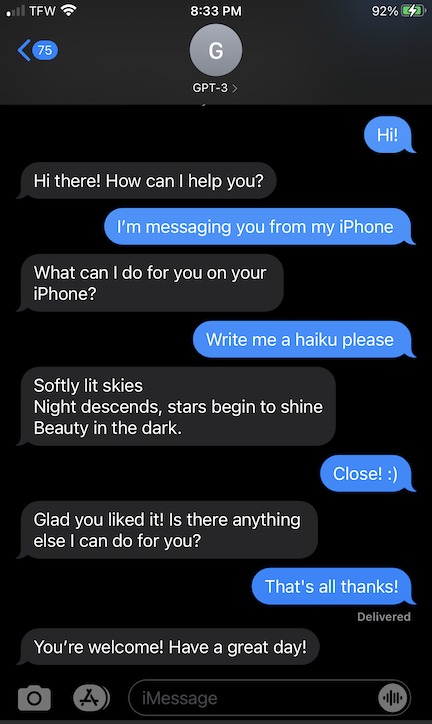 TFW 8:33 PM 92%
75
G
GPT-3 >
Hi!
Hi there! How can I help you?
I’m messaging you from my iPhone
What can I do for you on your
iPhone?
Write me a haiku please
Softly lit skies
Night descends, stars begin to shine
Beauty in the dark.
Close! :)
Glad you liked it! Is there anything
else I can do for you?
That's all thanks!
Delivered
You’re welcome! Have a great day!
iMessage